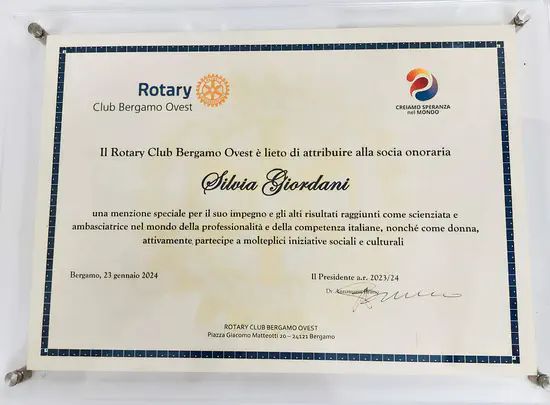 Rotary
Club Bergamo Ovest
CREIAMO SPERANZA
nel MONDO
Il Rotary Club Bergamo Ovest è lieto di attribuire alla socia onoraria
Silvia Giordani
una menzione speciale per il suo impegno e gli alti risultati raggiunti come scienziata e
ambasciatrice nel mondo della professionalità e della competenza italiane, nonché come donna,
attivamente partecipe a molteplici iniziative sociali e culturali
Bergamo, 23 gennaio 2024
Il Presidente a.r. 2023/24
Dr.
ROTARY CLUB BERGAMO OVEST
Piazza Giacomo Matteotti 20 – 24121 Bergamo